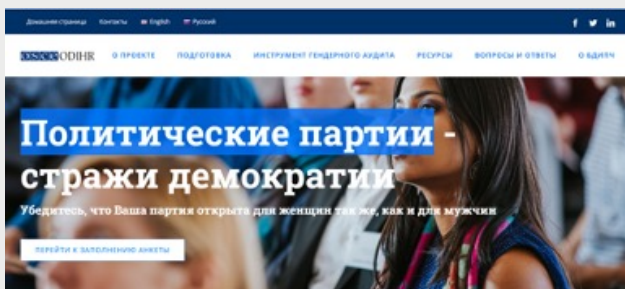 Домашняя страница Контакты English Русский
OSCE ODIHR О ПРОЕКТЕ ПОДГОТОВКА ИНСТРУМЕНТ ГЕНДЕРНОГО АУДИТА РЕСУРСЫ ВОПРОСЫ И ОТВЕТЫ О БДИПЧ
Политические партии -
стражи демократии
Убедитесь, что Ваша партия открыта для женщин так же, как и для мужчин
ПЕРЕЙТИ К ЗАПОЛНЕНИЮ АНКЕТЫ